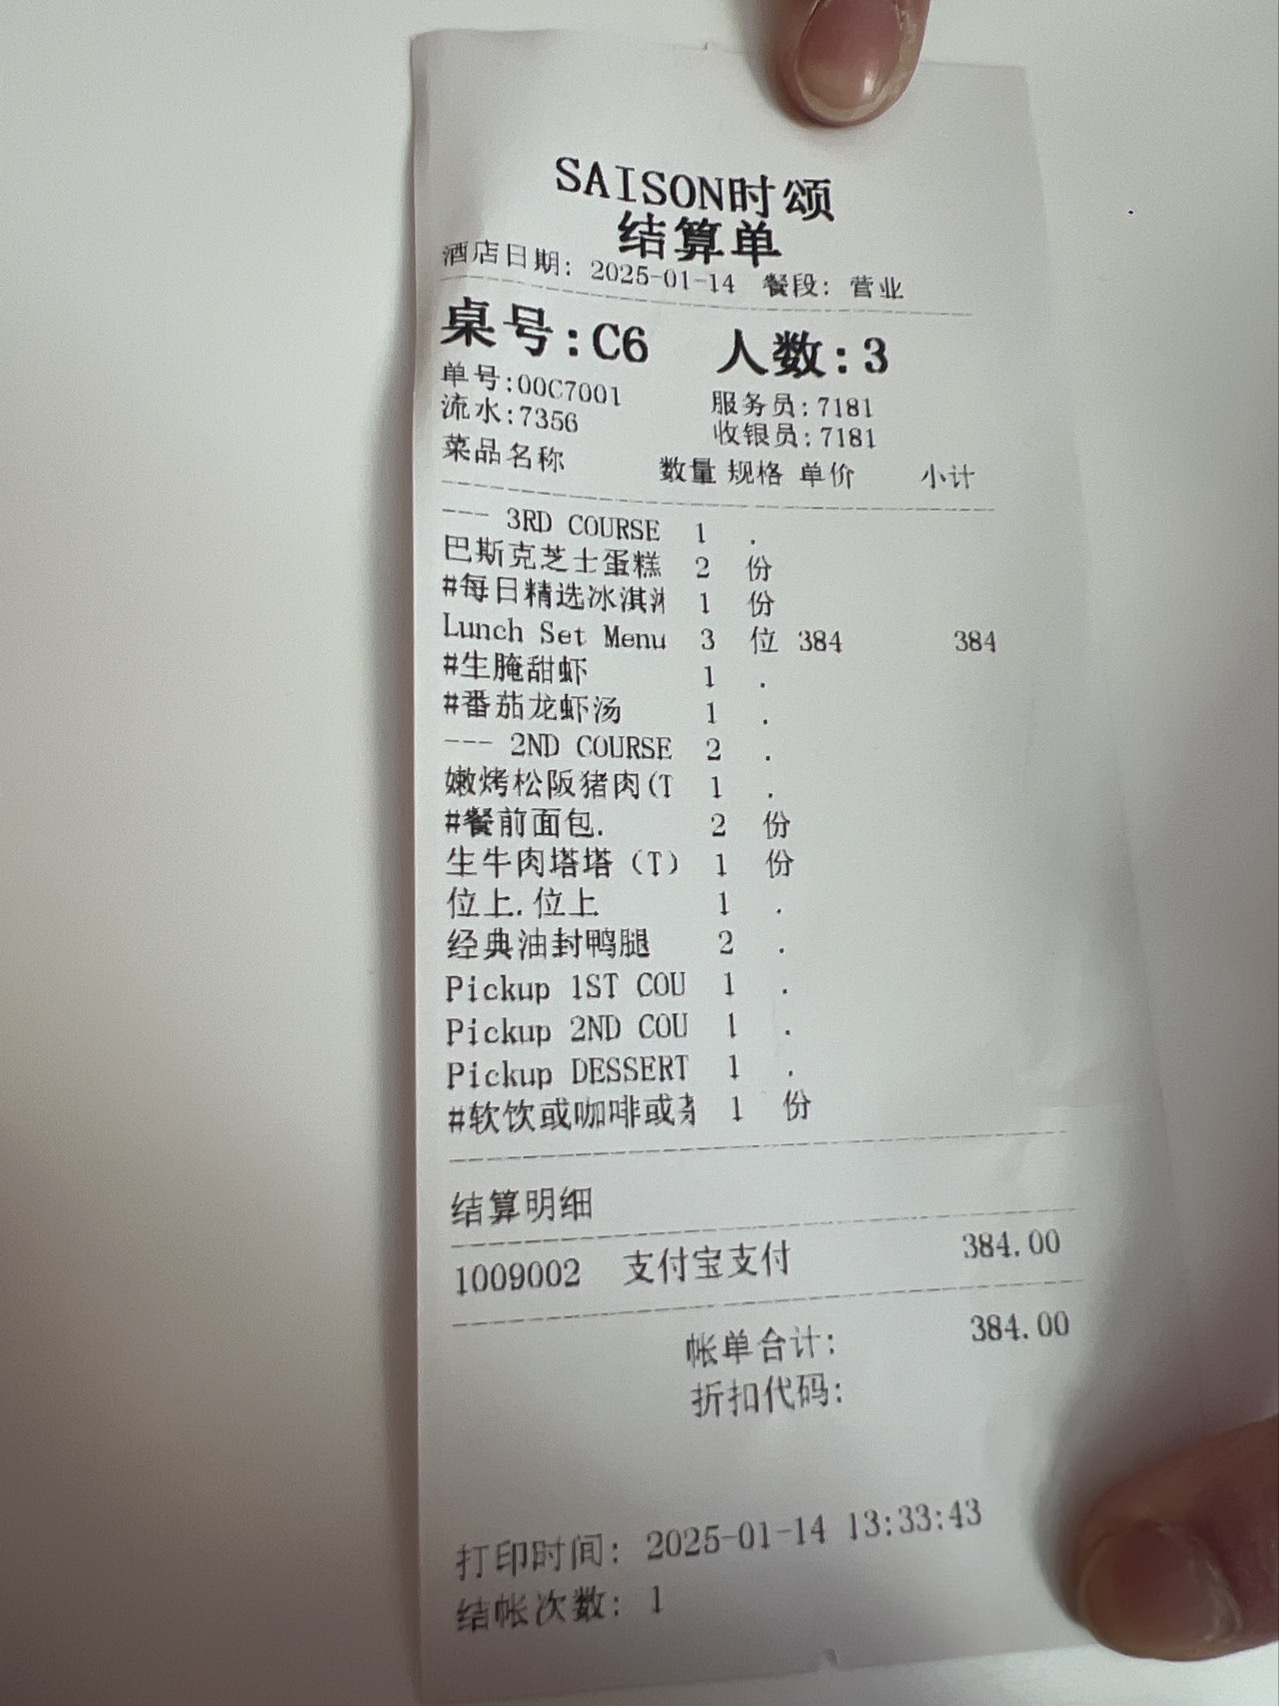 SAISON时颂
结算单
酒店日期: 2025-01-14 餐段: 营业
桌号:C6 人数:3
单号:00C7001 服务员:7181
流水:7356 收银员:7181
菜品名称 数量 规格 单价 小计
--- 3RD COURSE 1 .
巴斯克芝士蛋糕 2 份
#每日精选冰淇 1 份
Lunch Set Menu 3 位 384 384
#生腌甜虾 1 .
#番茄龙虾汤 1 .
--- 2ND COURSE 2 .
嫩烤松阪猪肉(T 1 .
#餐前面包. 2 份
生牛肉塔塔 (T) 1 份
位上.位上 1 .
经典油封鸭腿 2 .
Pickup 1ST COU 1 .
Pickup 2ND COU 1 .
Pickup DESSERT 1 .
#软饮或咖啡或 1 份
结算明细
1009002 支付宝支付 384.00
帐单合计: 384.00
折扣代码:
打印时间: 2025-01-14 13:33:43
结帐次数: 1